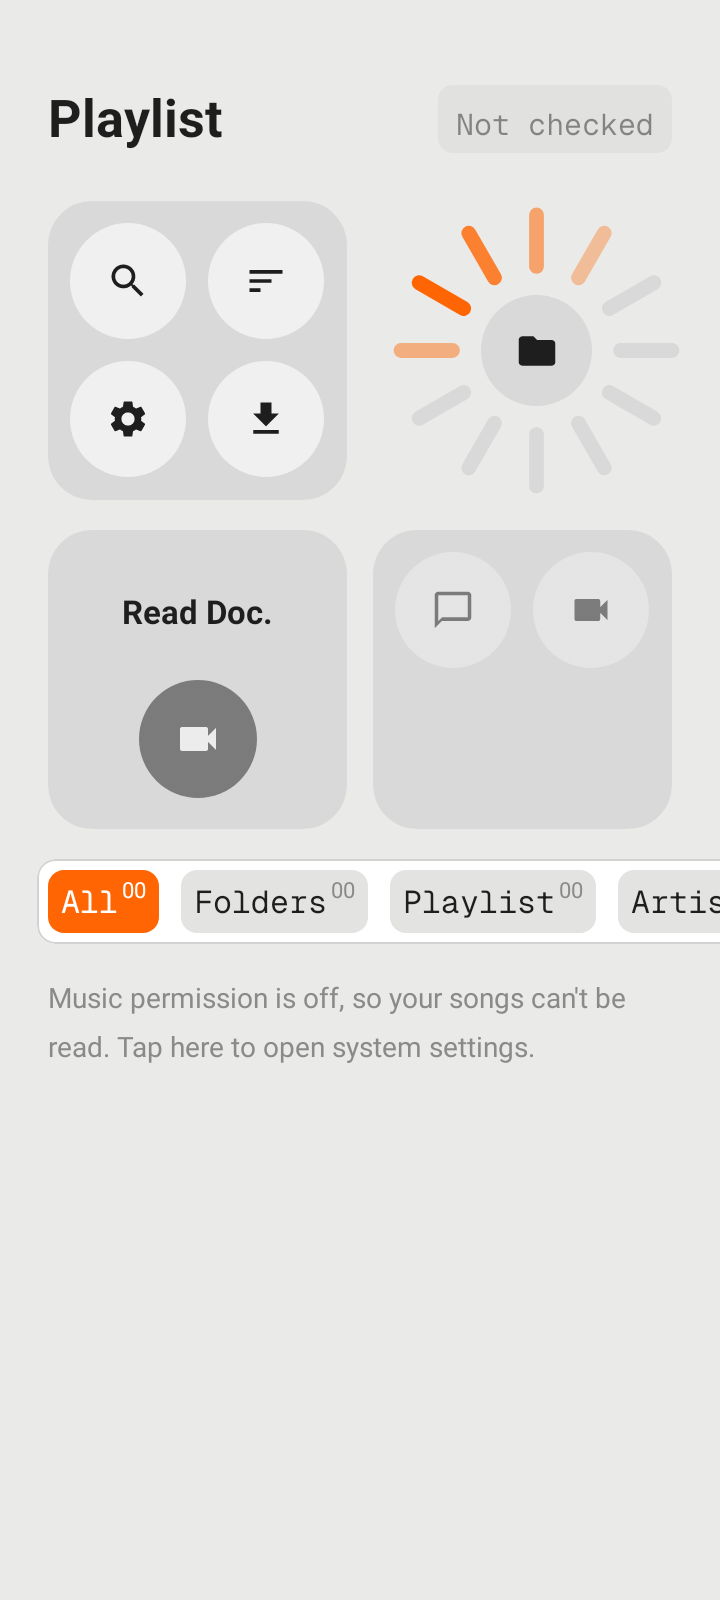 Playlist
Not checked
Read Doc.
All 00
Folders 00
Playlist 00
Artis
Music permission is off, so your songs can't be
read. Tap here to open system settings.